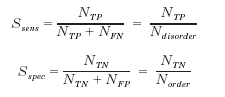 S_sens = N_TP / (N_TP + N_FN) = N_TP / N_disorder
S_spec = N_TN / (N_TN + N_FP) = N_TN / N_order